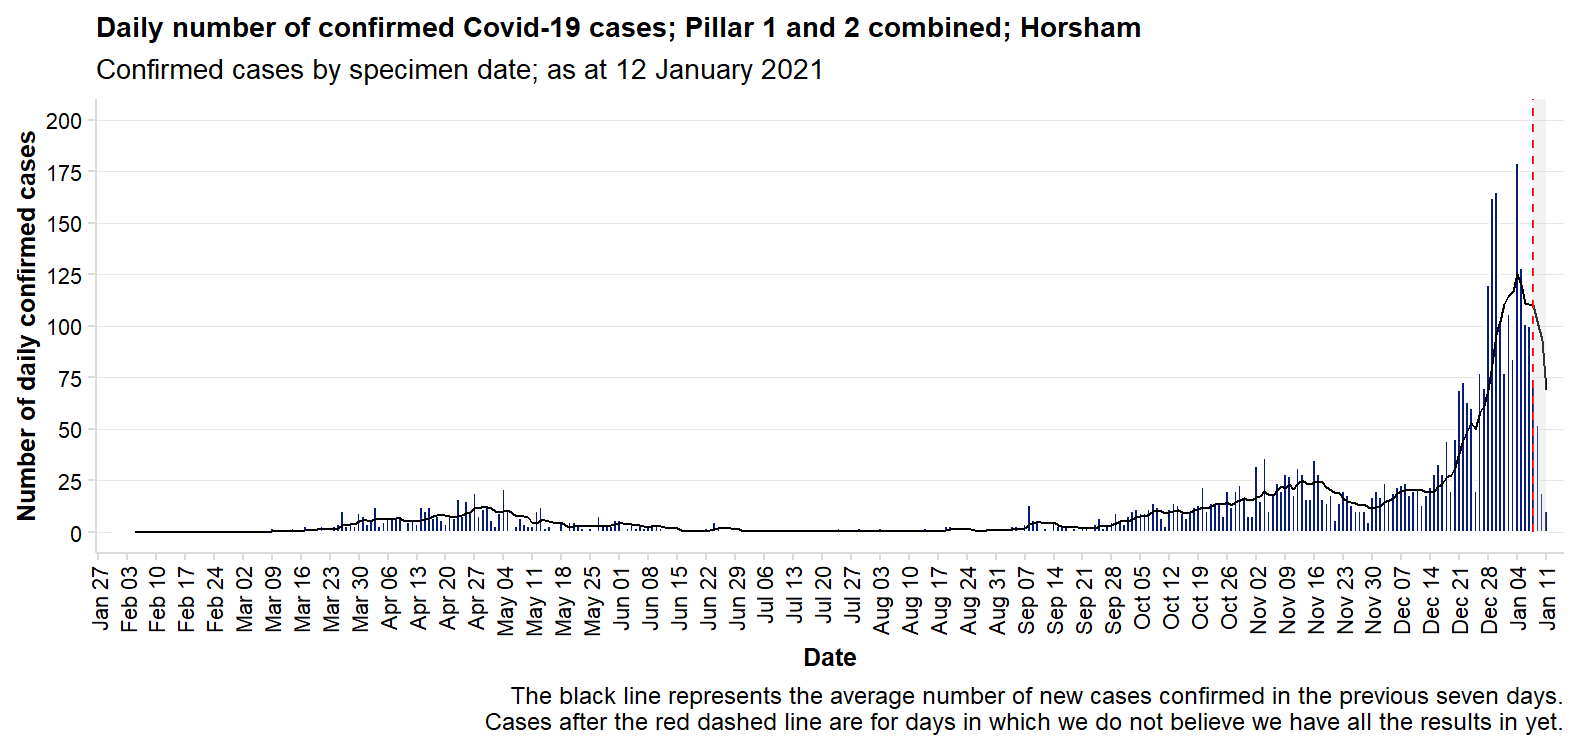 Daily number of confirmed Covid-19 cases; Pillar 1 and 2 combined; Horsham
Confirmed cases by specimen date; as at 12 January 2021
Number of daily confirmed cases
200
175
150
125
100
75
50
25
0
Jan 27
Feb 03
Feb 10
Feb 17
Feb 24
Mar 02
Mar 09
Mar 16
Mar 23
Mar 30
Apr 06
Apr 13
Apr 20
Apr 27
May 04
May 11
May 18
May 25
Jun 01
Jun 08
Jun 15
Jun 22
Jun 29
Jul 06
Jul 13
Jul 20
Jul 27
Aug 03
Aug 10
Aug 17
Aug 24
Aug 31
Sep 07
Sep 14
Sep 21
Sep 28
Oct 05
Oct 12
Oct 19
Oct 26
Nov 02
Nov 09
Nov 16
Nov 23
Nov 30
Dec 07
Dec 14
Dec 21
Dec 28
Jan 04
Jan 11
Date
The black line represents the average number of new cases confirmed in the previous seven days.
Cases after the red dashed line are for days in which we do not believe we have all the results in yet.